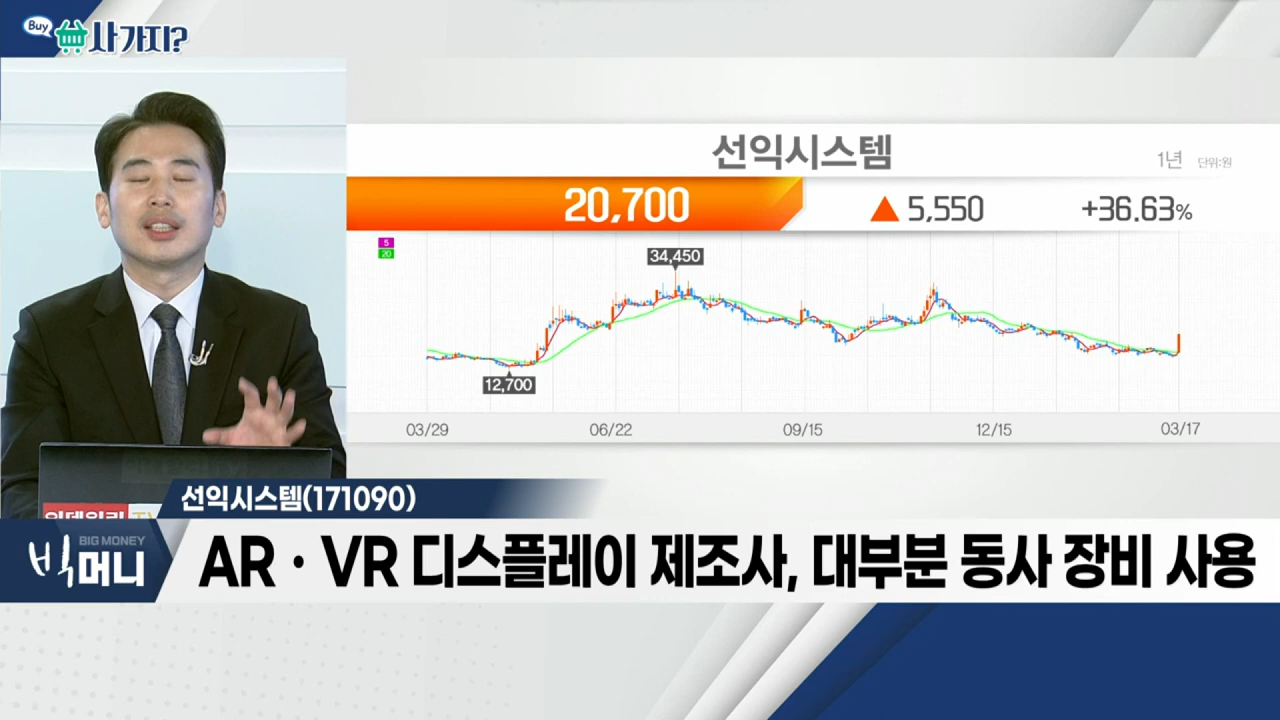 Buy 사가지?
선익시스템
1년 단위:원
20,700 ▲ 5,550 +36.63%
5
20
34,450
12,700
03/29 06/22 09/15 12/15 03/17
선익시스템(171090)
BIG MONEY
빅머니
AR · VR 디스플레이 제조사, 대부분 동사 장비 사용